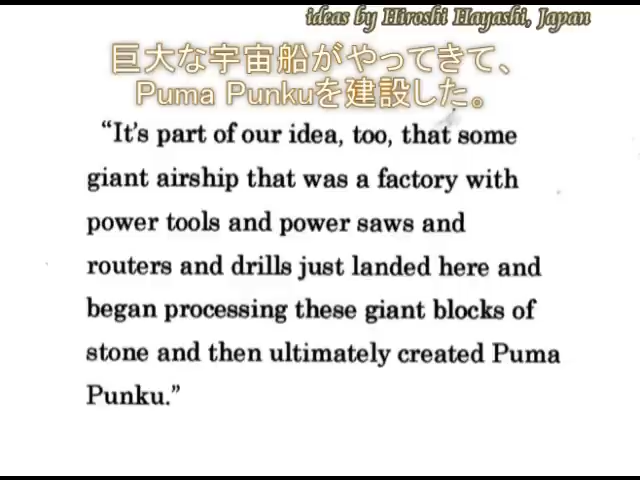 ideas by Hiroshi Hayashi, Japan
巨大な宇宙船がやってきて、
Puma Punkuを建設した。
“It’s part of our idea, too, that some
giant airship that was a factory with
power tools and power saws and
routers and drills just landed here and
began processing these giant blocks of
stone and then ultimately created Puma
Punku.”